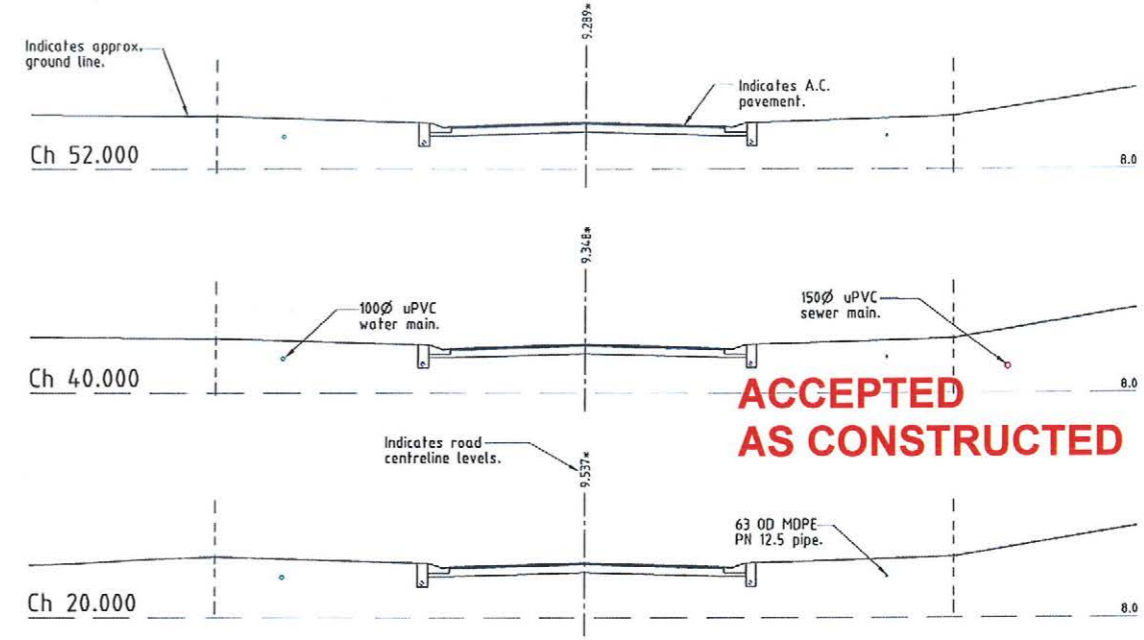 9.289*
Indicates approx.
ground line.
Indicates A.C.
pavement.
Ch 52.000
8.0
9.348*
100Ø uPVC
water main.
150Ø uPVC
sewer main.
Ch 40.000
8.0
ACCEPTED
AS CONSTRUCTED
Indicates road
centreline levels.
9.537*
63 OD MDPE
PN 12.5 pipe.
Ch 20.000
8.0